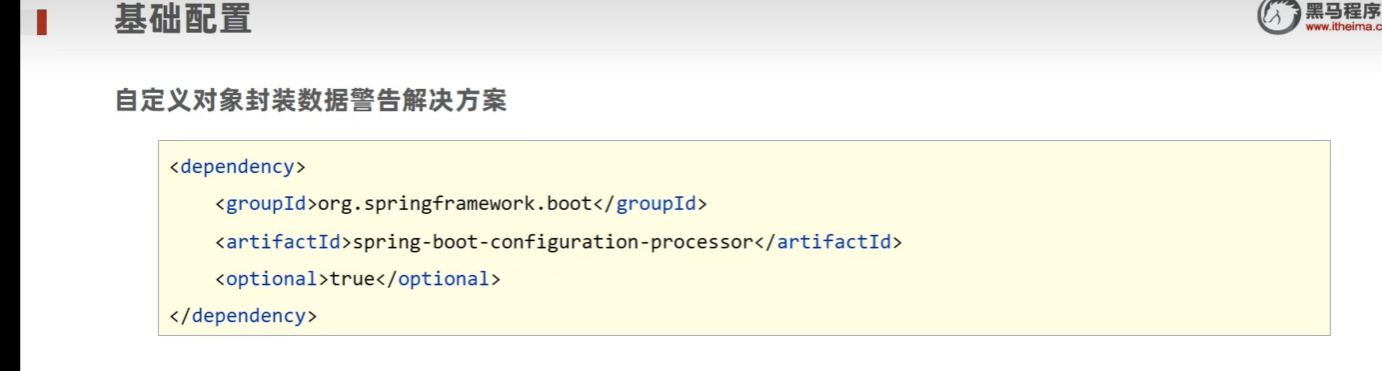 基础配置
黑马程序
www.itheima.c
自定义对象封装数据警告解决方案
<dependency>
    <groupId>org.springframework.boot</groupId>
    <artifactId>spring-boot-configuration-processor</artifactId>
    <optional>true</optional>
</dependency>